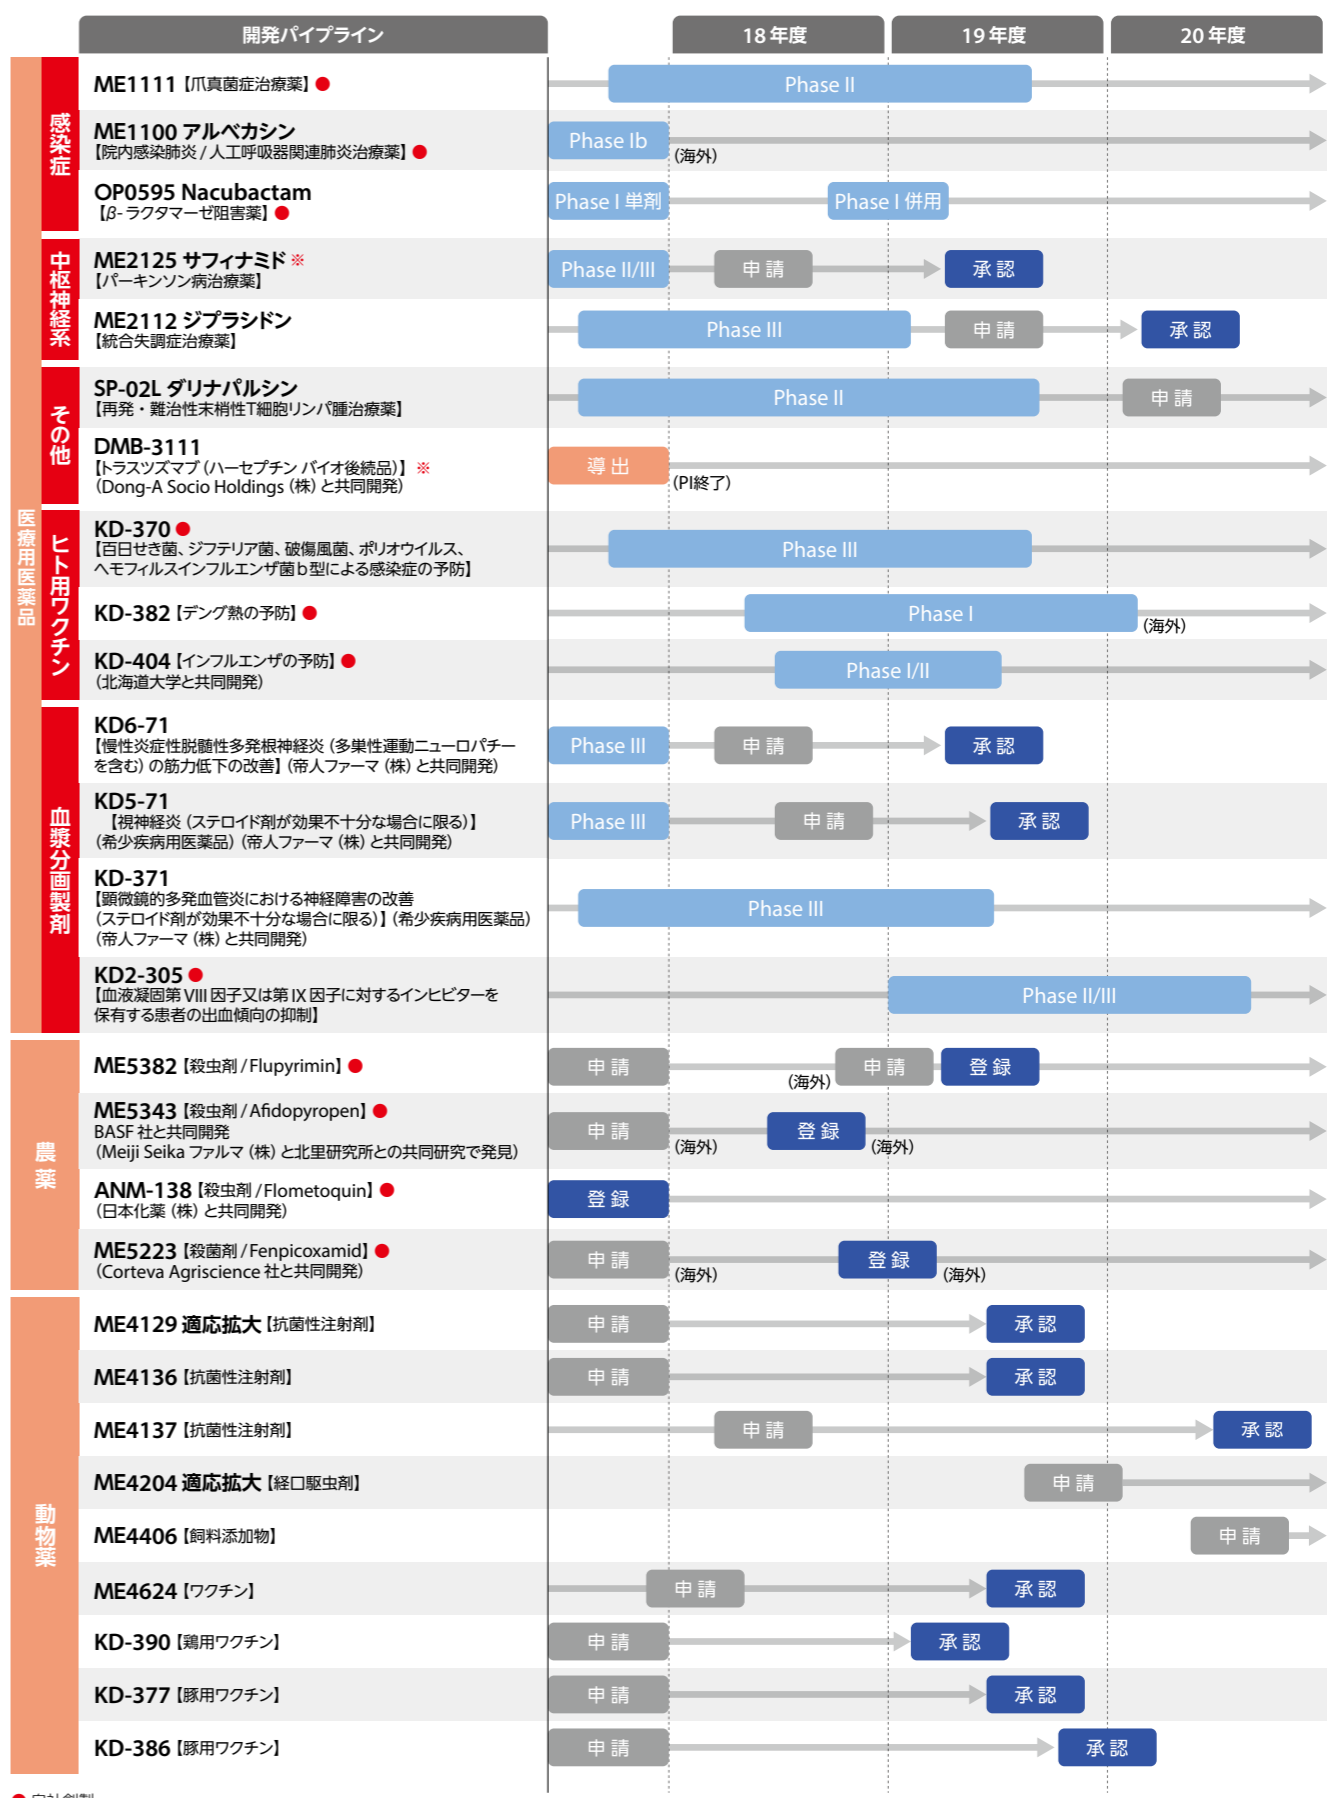 開発パイプライン
18年度
19年度
20年度
医療用医薬品
感染症
ME1111【爪真菌症治療薬】●
Phase II
ME1100 アルベカシン
【院内感染肺炎/人工呼吸器関連肺炎治療薬】●
Phase Ib
(海外)
OP0595 Nacubactam
【β-ラクタマーゼ阻害薬】●
Phase I 単剤
Phase I 併用
中枢神経系
ME2125 サフィナミド※
【パーキンソン病治療薬】
Phase II/III
申請
承認
ME2112 ジプラシドン
【統合失調症治療薬】
Phase III
申請
承認
その他
SP-02L ダリナパルシン
【再発・難治性末梢性T細胞リンパ腫治療薬】
Phase II
申請
DMB-3111
【トラスツズマブ(ハーセプチン バイオ後続品)】※
(Dong-A Socio Holdings(株)と共同開発)
導出
(PI終了)
ヒト用ワクチン
KD-370●
【百日せき菌、ジフテリア菌、破傷風菌、ポリオウイルス、
ヘモフィルスインフルエンザ菌b型による感染症の予防】
Phase III
KD-382【デング熱の予防】●
Phase I
(海外)
KD-404【インフルエンザの予防】●
(北海道大学と共同開発)
Phase I/II
血漿分画製剤
KD6-71
【慢性炎症性脱髄性多発根神経炎(多巣性運動ニューロパチー
を含む)の筋力低下の改善】(帝人ファーマ(株)と共同開発)
Phase III
申請
承認
KD5-71
【視神経炎(ステロイド剤が効果不十分な場合に限る)】
(希少疾病用医薬品)(帝人ファーマ(株)と共同開発)
Phase III
申請
承認
KD-371
【顕微鏡的多発血管炎における神経障害の改善
(ステロイド剤が効果不十分な場合に限る)】(希少疾病用医薬品)
(帝人ファーマ(株)と共同開発)
Phase III
KD2-305●
【血液凝固第VIII因子又は第IX因子に対するインヒビターを
保有する患者の出血傾向の抑制】
Phase II/III
農薬
ME5382【殺虫剤/Flupyrimin】●
申請
(海外)
申請
登録
ME5343【殺虫剤/Afidopyropen】●
BASF社と共同開発
(Meiji Seika ファルマ(株)と北里研究所との共同研究で発見)
申請
(海外)
登録
(海外)
ANM-138【殺虫剤/Flometoquin】●
(日本化薬(株)と共同開発)
登録
ME5223【殺菌剤/Fenpicoxamid】●
(Corteva Agriscience社と共同開発)
申請
(海外)
登録
(海外)
動物薬
ME4129 適応拡大【抗菌性注射剤】
申請
承認
ME4136【抗菌性注射剤】
申請
承認
ME4137【抗菌性注射剤】
申請
承認
ME4204 適応拡大【経口駆虫剤】
申請
ME4406【飼料添加物】
申請
ME4624【ワクチン】
申請
承認
KD-390【鶏用ワクチン】
申請
承認
KD-377【豚用ワクチン】
申請
承認
KD-386【豚用ワクチン】
申請
承認